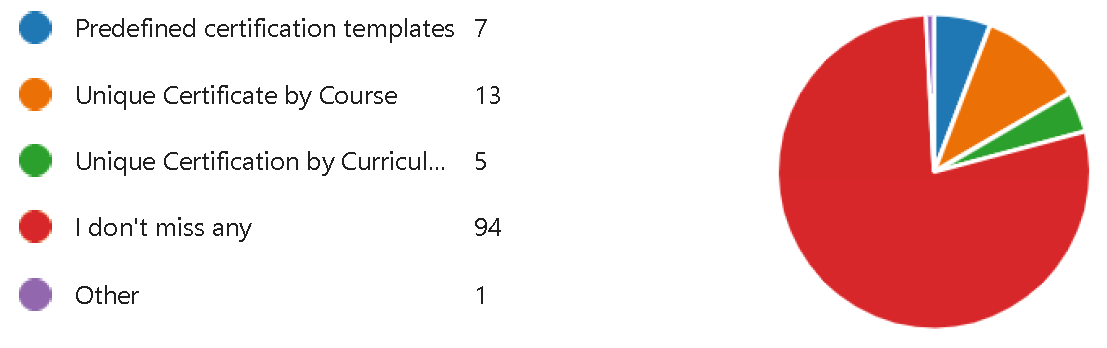 Predefined certification templates 7
Unique Certificate by Course 13
Unique Certification by Curricul... 5
I don't miss any 94
Other 1